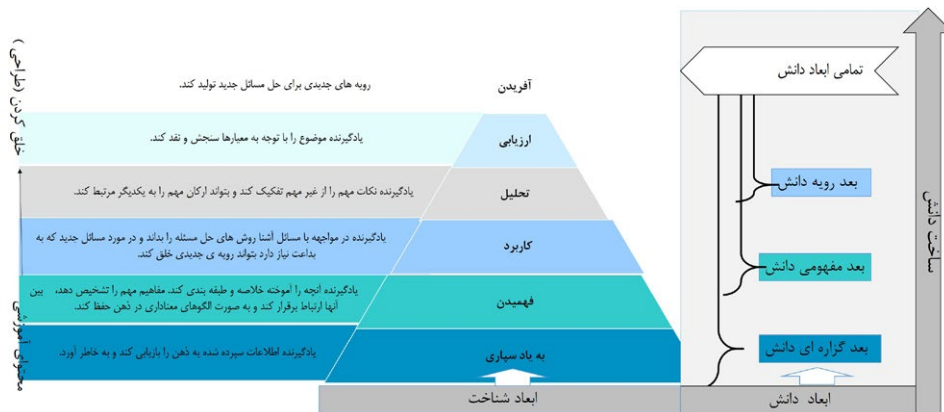 خلق کردن (طراحی )
محتوای آموزشی
آفریدن
رویه های جدیدی برای حل مسائل جدید تولید کند.
ارزیابی
یادگیرنده موضوع را با توجه به معیارها سنجش و نقد کند.
تحلیل
یادگیرنده نکات مهم را از غیر مهم تفکیک کند و بتواند ارکان مهم را به یکدیگر مرتبط کند.
کاربرد
یادگیرنده در مواجهه با مسائل آشنا روش های حل مسئله را بداند و در مورد مسائل جدید که به
بداعت نیاز دارد بتواند رویه ی جدیدی خلق کند.
فهمیدن
یادگیرنده آنچه را آموخته خلاصه و طبقه بندی کند. مفاهیم مهم را تشخیص دهد، بین
آنها ارتباط برقرار کند و به صورت الگوهای معناداری در ذهن حفظ کند.
به یاد سپاری
یادگیرنده اطلاعات سپرده شده به ذهن را بازیابی کند و به خاطر آورد.
ابعاد شناخت
تمامی ابعاد دانش
بعد رویه دانش
بعد مفهومی دانش
بعد گزاره ای دانش
ابعاد دانش
ساخت دانش